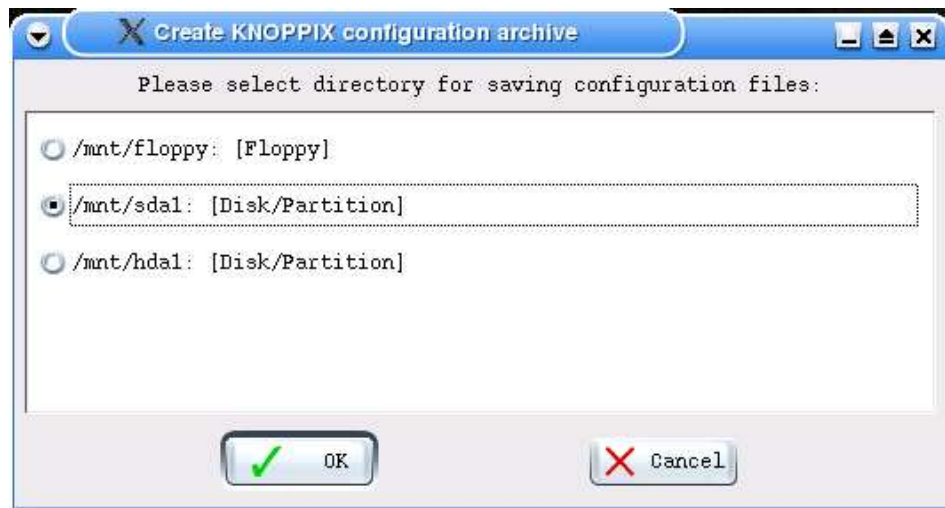 Create KNOPPIX configuration archive
Please select directory for saving configuration files:
/mnt/floppy: [Floppy]
/mnt/sda1: [Disk/Partition]
/mnt/hda1: [Disk/Partition]
OK
Cancel